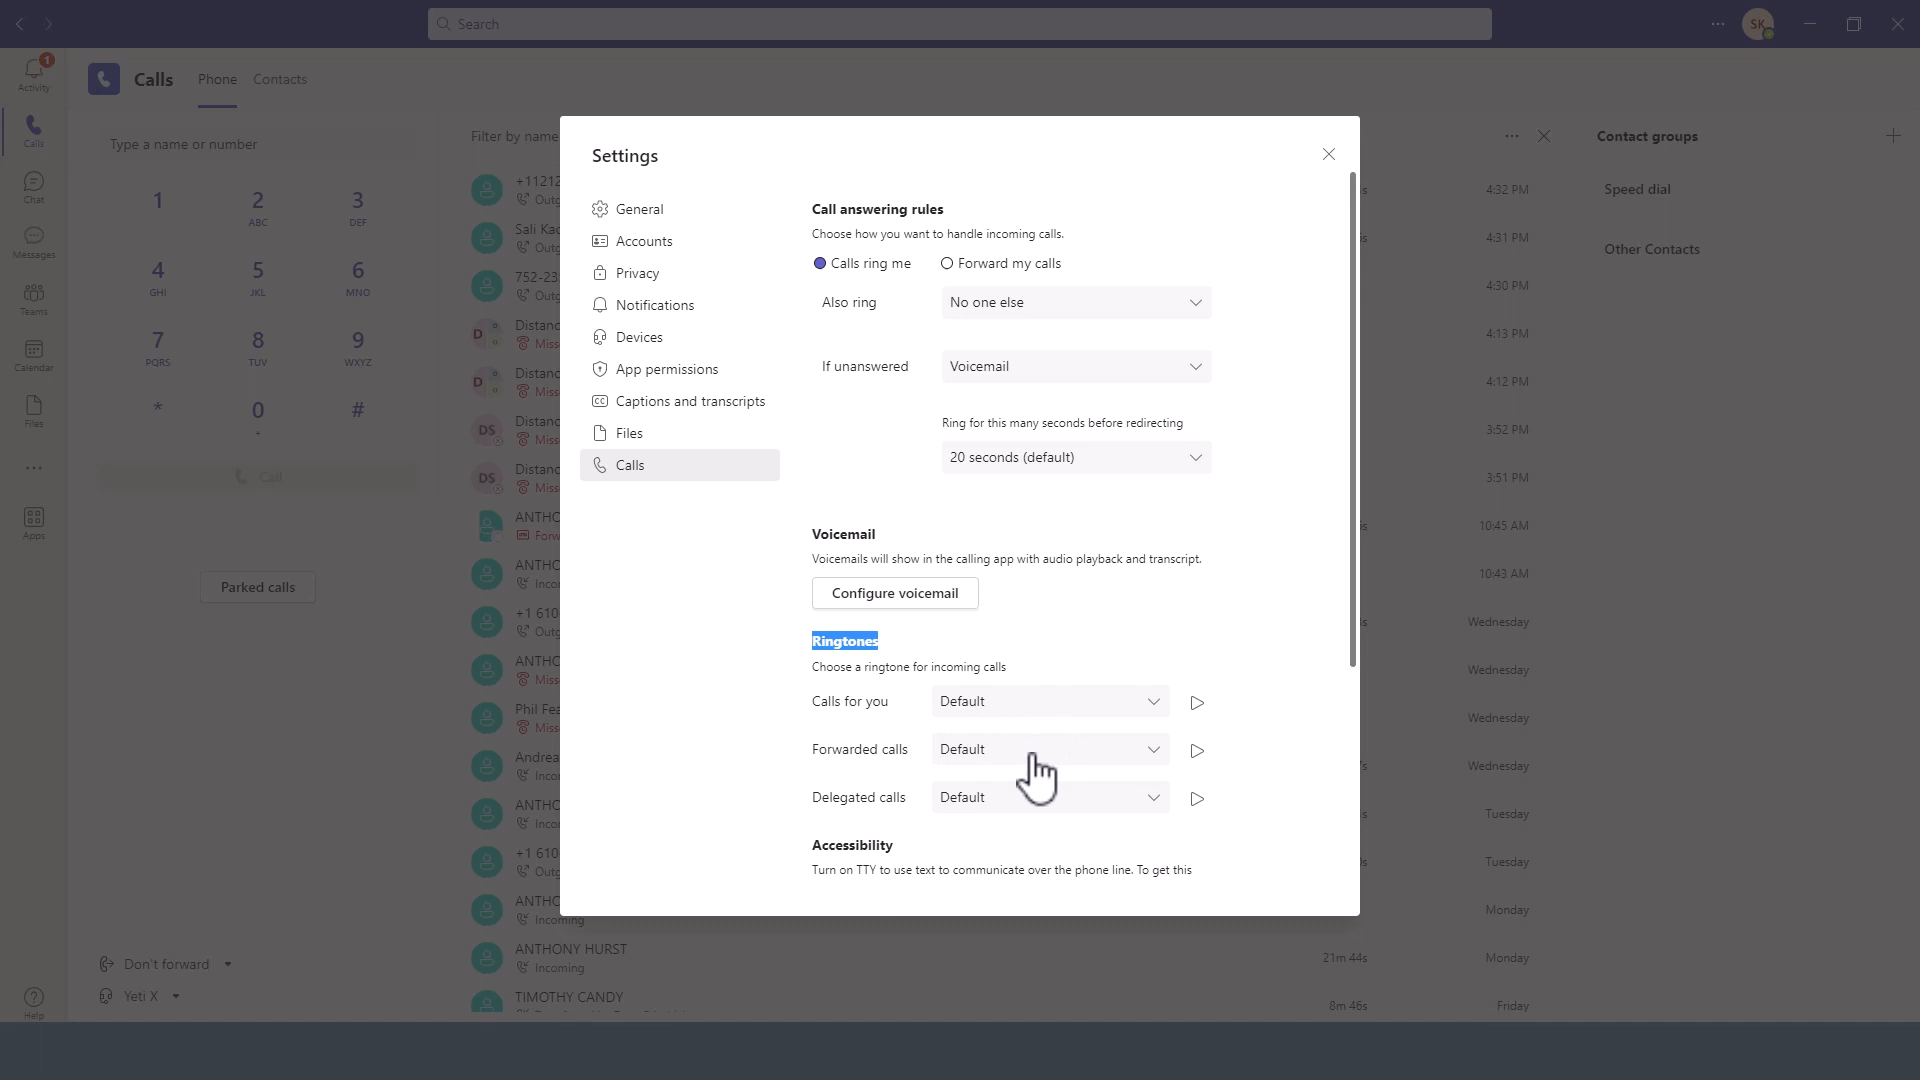 Search
SK
1
Activity
Calls
Chat
Messages
Teams
Calendar
Files
Apps
Help
Calls
Phone
Contacts
Type a name or number
1
2
ABC
3
DEF
4
GHI
5
JKL
6
MNO
7
PQRS
8
TUV
9
WXYZ
*
0
+
#
Call
Parked calls
Don't forward
Yeti X
Filter by name
Sali
DS
DS
Phil
Andrea
Incoming
ANTHONY HURST
Incoming
21m 44s
TIMOTHY CANDY
8m 46s
Settings
General
Accounts
Privacy
Notifications
Devices
App permissions
Captions and transcripts
Files
Calls
Call answering rules
Choose how you want to handle incoming calls.
Calls ring me
Forward my calls
Also ring
No one else
If unanswered
Voicemail
Ring for this many seconds before redirecting
20 seconds (default)
Voicemail
Voicemails will show in the calling app with audio playback and transcript.
Configure voicemail
Ringtones
Choose a ringtone for incoming calls
Calls for you
Default
Forwarded calls
Default
Delegated calls
Default
Accessibility
Turn on TTY to use text to communicate over the phone line. To get this
4:32 PM
4:31 PM
4:30 PM
4:13 PM
4:12 PM
3:52 PM
3:51 PM
10:45 AM
10:43 AM
Wednesday
Wednesday
Wednesday
Wednesday
Tuesday
Tuesday
Monday
Monday
Friday
Contact groups
Speed dial
Other Contacts